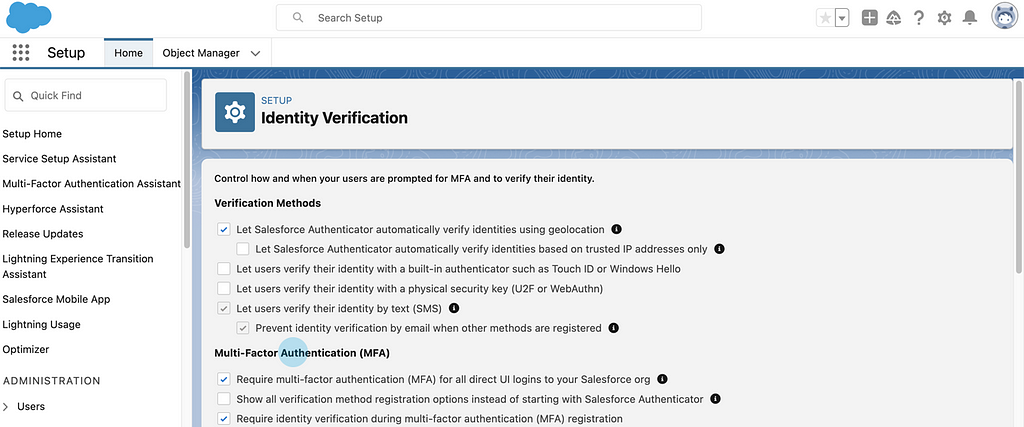 Search Setup
Setup
Home
Object Manager
Quick Find
Setup Home
Service Setup Assistant
Multi-Factor Authentication Assistant
Hyperforce Assistant
Release Updates
Lightning Experience Transition
Assistant
Salesforce Mobile App
Lightning Usage
Optimizer
ADMINISTRATION
Users
SETUP
Identity Verification
Control how and when your users are prompted for MFA and to verify their identity.
Verification Methods
Let Salesforce Authenticator automatically verify identities using geolocation
Let Salesforce Authenticator automatically verify identities based on trusted IP addresses only
Let users verify their identity with a built-in authenticator such as Touch ID or Windows Hello
Let users verify their identity with a physical security key (U2F or WebAuthn)
Let users verify their identity by text (SMS)
Prevent identity verification by email when other methods are registered
Multi-Factor Authentication (MFA)
Require multi-factor authentication (MFA) for all direct UI logins to your Salesforce org
Show all verification method registration options instead of starting with Salesforce Authenticator
Require identity verification during multi-factor authentication (MFA) registration